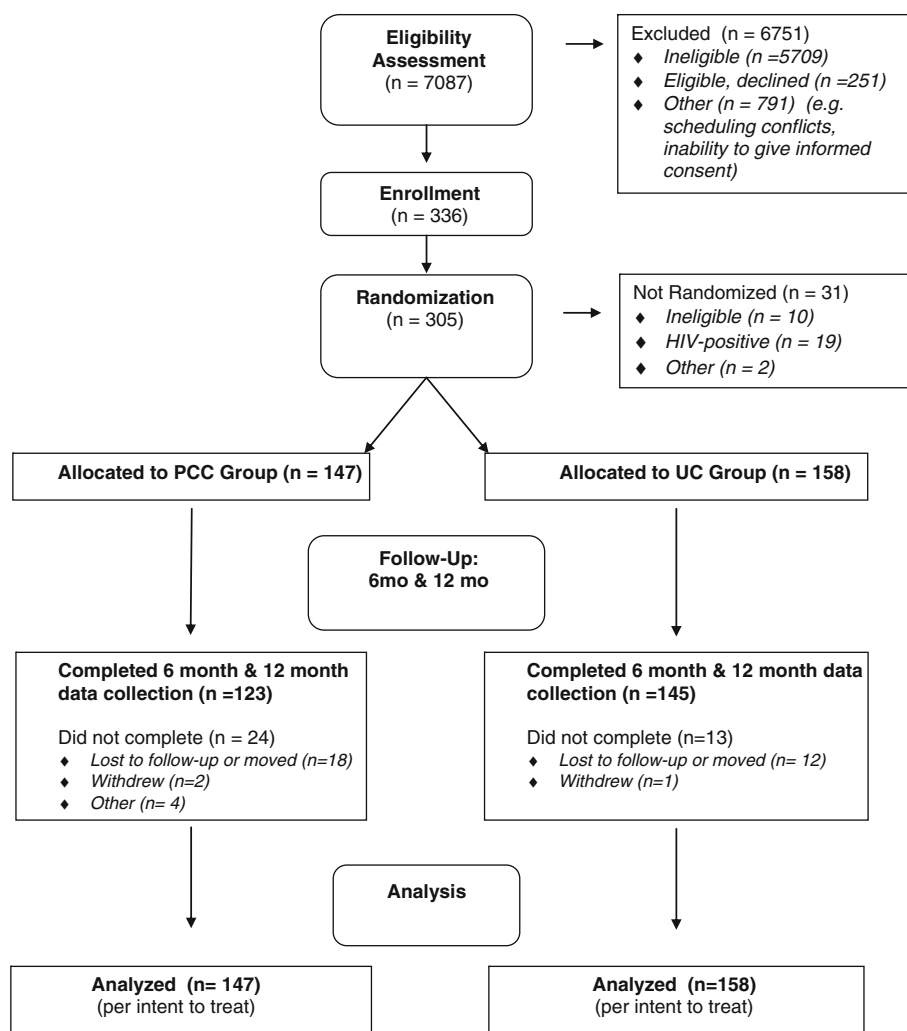 Eligibility
Assessment
(n = 7087)
Excluded (n = 6751)
♦ Ineligible (n =5709)
♦ Eligible, declined (n =251)
♦ Other (n = 791) (e.g.
scheduling conflicts,
inability to give informed
consent)
Enrollment
(n = 336)
Randomization
(n = 305)
Not Randomized (n = 31)
♦ Ineligible (n = 10)
♦ HIV-positive (n = 19)
♦ Other (n = 2)
Allocated to PCC Group (n = 147)
Allocated to UC Group (n = 158)
Follow-Up:
6mo & 12 mo
Completed 6 month & 12 month
data collection (n =123)
Did not complete (n = 24)
♦ Lost to follow-up or moved (n=18)
♦ Withdrew (n=2)
♦ Other (n= 4)
Completed 6 month & 12 month data
collection (n =145)
Did not complete (n=13)
♦ Lost to follow-up or moved (n= 12)
♦ Withdrew (n=1)
Analysis
Analyzed (n= 147)
(per intent to treat)
Analyzed (n=158)
(per intent to treat)